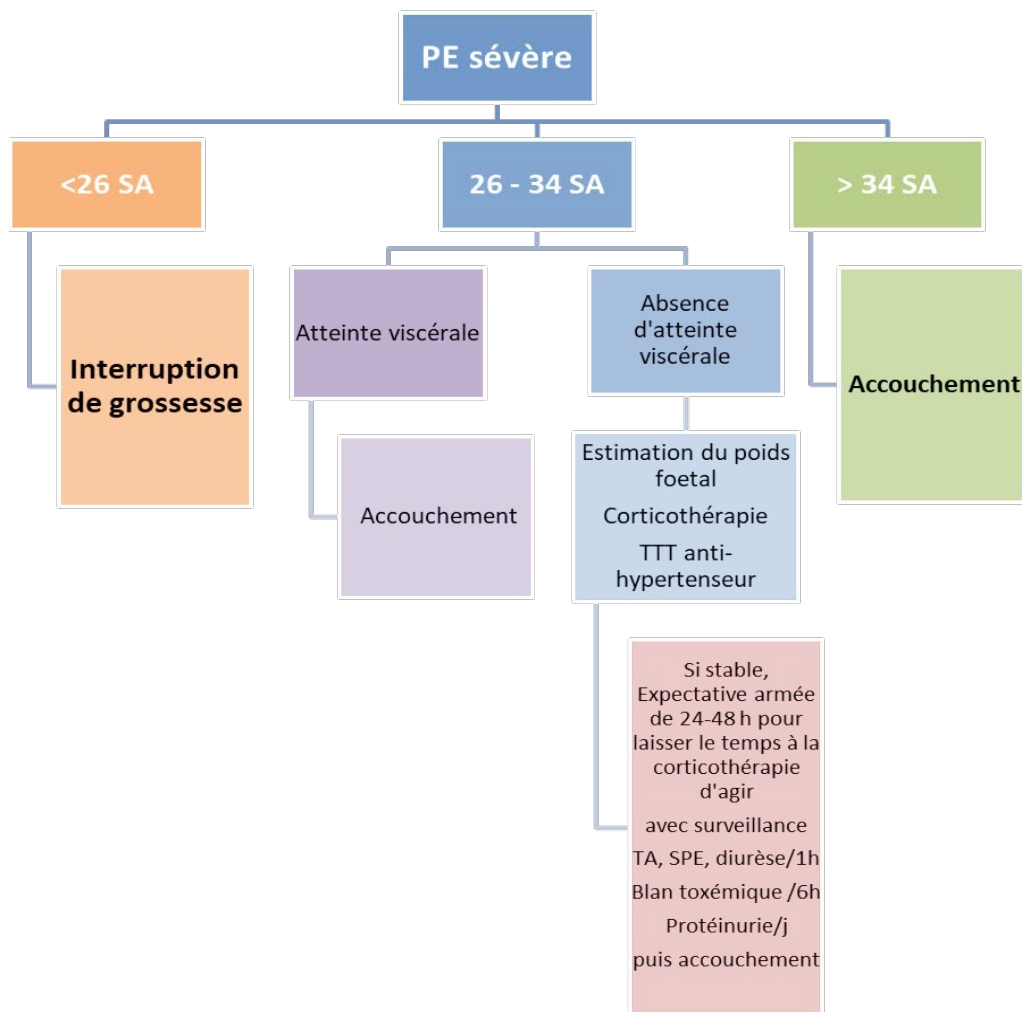 PE sévère
<26 SA
26 - 34 SA
> 34 SA
Interruption
de grossesse
Atteinte viscérale
Accouchement
Absence
d'atteinte
viscérale
Estimation du poids
foetal
Corticothérapie
TTT anti-
hypertenseur
Si stable,
Expectative armée
de 24-48 h pour
laisser le temps à la
corticothérapie
d'agir
avec surveillance
TA, SPE, diurèse/1h
Blan toxémique /6h
Protéinurie/j
puis accouchement
Accouchement